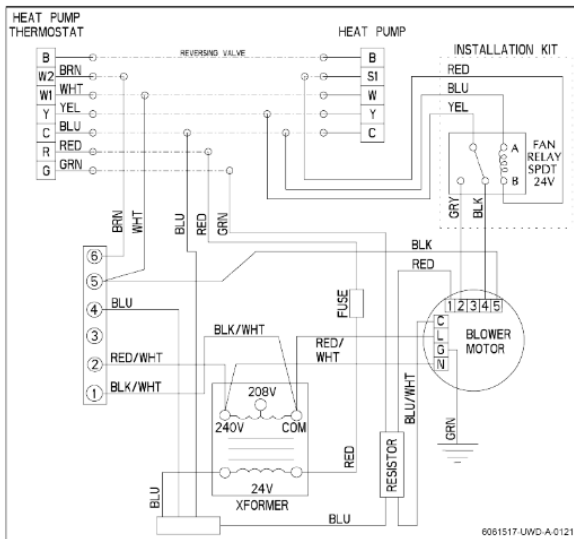 HEAT PUMP
THERMOSTAT
HEAT PUMP
INSTALLATION KIT
B
REVERSING VALVE
B
W2 BRN
S1
W1 WHT
W
Y YEL
Y
C BLU
C
R RED
G GRN
RED
BLU
YEL
A
B
FAN
RELAY
SPDT
24V
GRY
BLK
BRN
WHT
BLU
RED
GRN
BLK
RED
6
5
4 BLU
3
2 RED/WHT
1 BLK/WHT
BLK/WHT
FUSE
RED/
WHT
1 2 3 4 5
C
L
G
N
BLOWER
MOTOR
BLU/WHT
GRN
208V
240V
COM
24V
XFORMER
RED
RESISTOR
BLU
BLU
6061517-UWD-A-0121